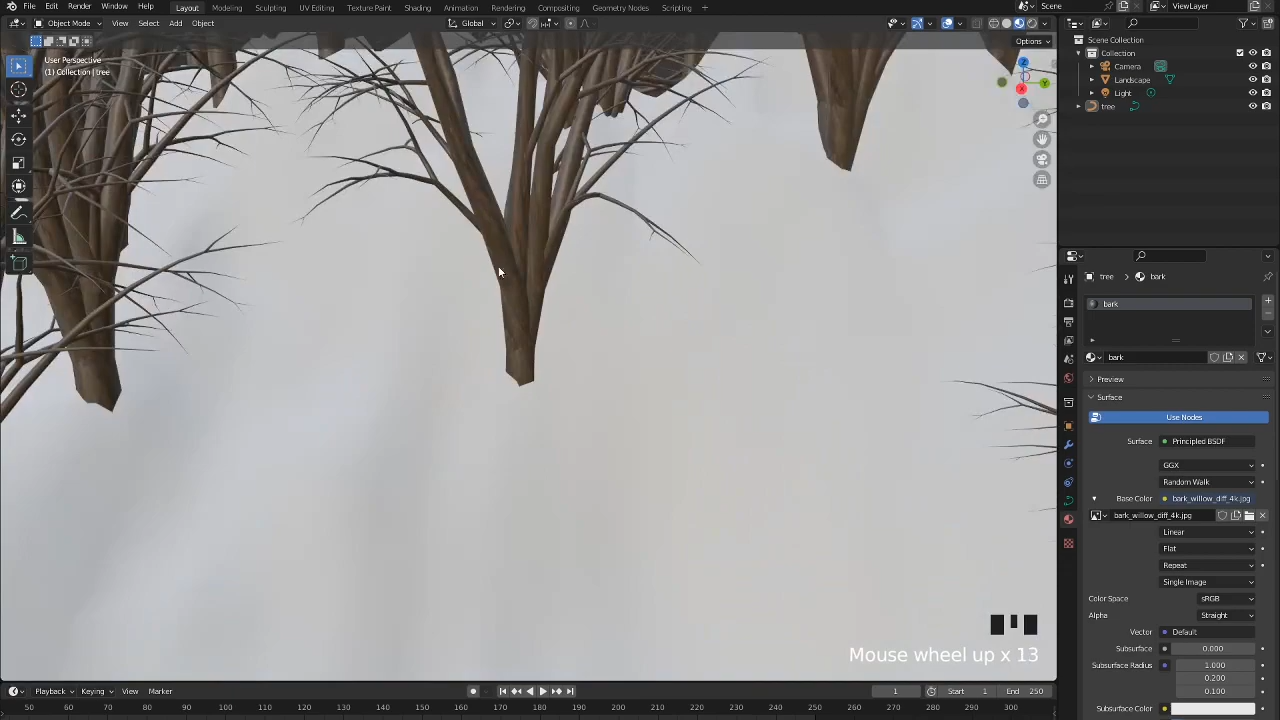 File Edit Render Window Help Layout Modeling Sculpting UV Editing Texture Paint Shading Animation Rendering Compositing Geometry Nodes Scripting Scene ViewLayer
Object Mode View Select Add Object Global
Options
User Perspective
(1) Collection | tree
Scene Collection
Collection
Camera
Landscape
Light
tree
tree > bark
bark
bark
Preview
Surface
Use Nodes
Surface Principled BSDF
GGX
Random Walk
Base Color bark_willow_diff_4k.jpg
bark_willow_diff_4k.jpg
Linear
Flat
Repeat
Single Image
Color Space sRGB
Alpha Straight
Vector Default
Subsurface 0.000
Subsurface Radius 1.000
0.200
0.100
Subsurface Color
Mouse wheel up x 13
Playback Keying View Marker 1 Start 1 End 250
50 60 70 80 90 100 110 120 130 140 150 160 170 180 190 200 210 220 230 240 250 260 270 280 290 300